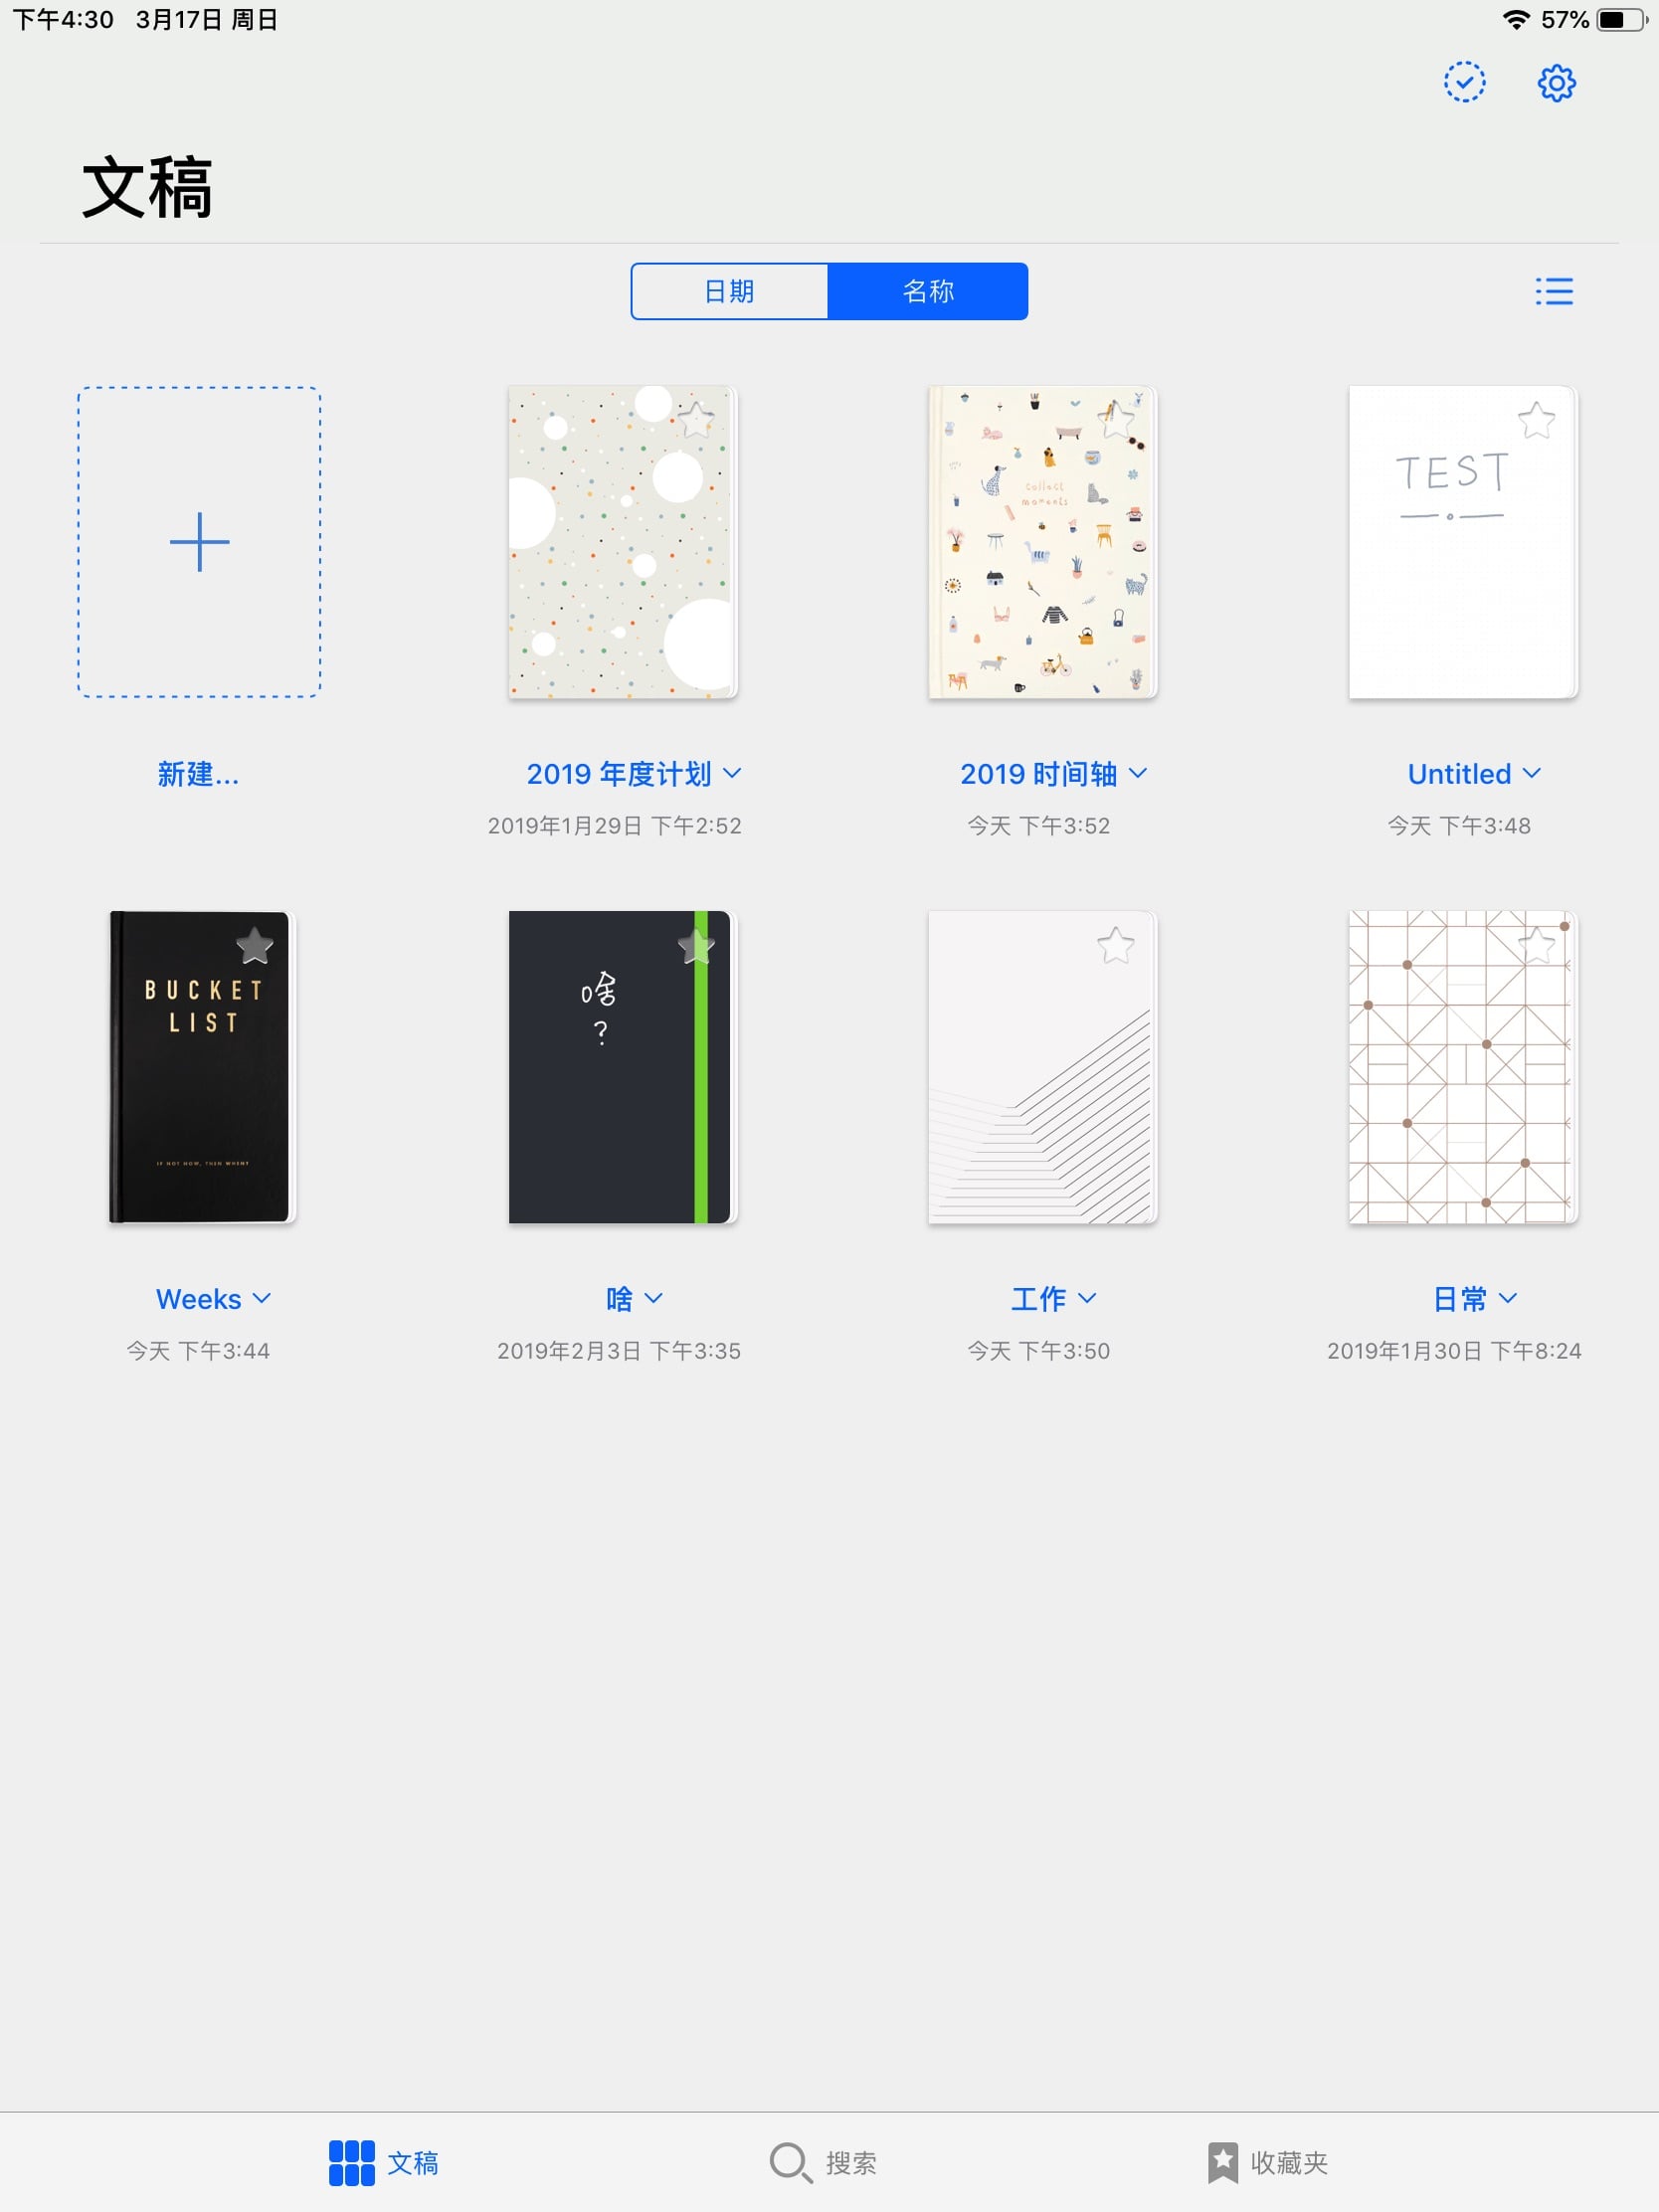 下午4:30 3月17日 周日
57%
文稿
日期 名称
collect
moments
TEST
新建...
2019 年度计划
2019 时间轴
Untitled
2019年1月29日 下午2:52
今天 下午3:52
今天 下午3:48
BUCKET
LIST
IF NOT NOW, THEN WHEN?
啥
?
Weeks
啥
工作
日常
今天 下午3:44
2019年2月3日 下午3:35
今天 下午3:50
2019年1月30日 下午8:24
文稿
搜索
收藏夹